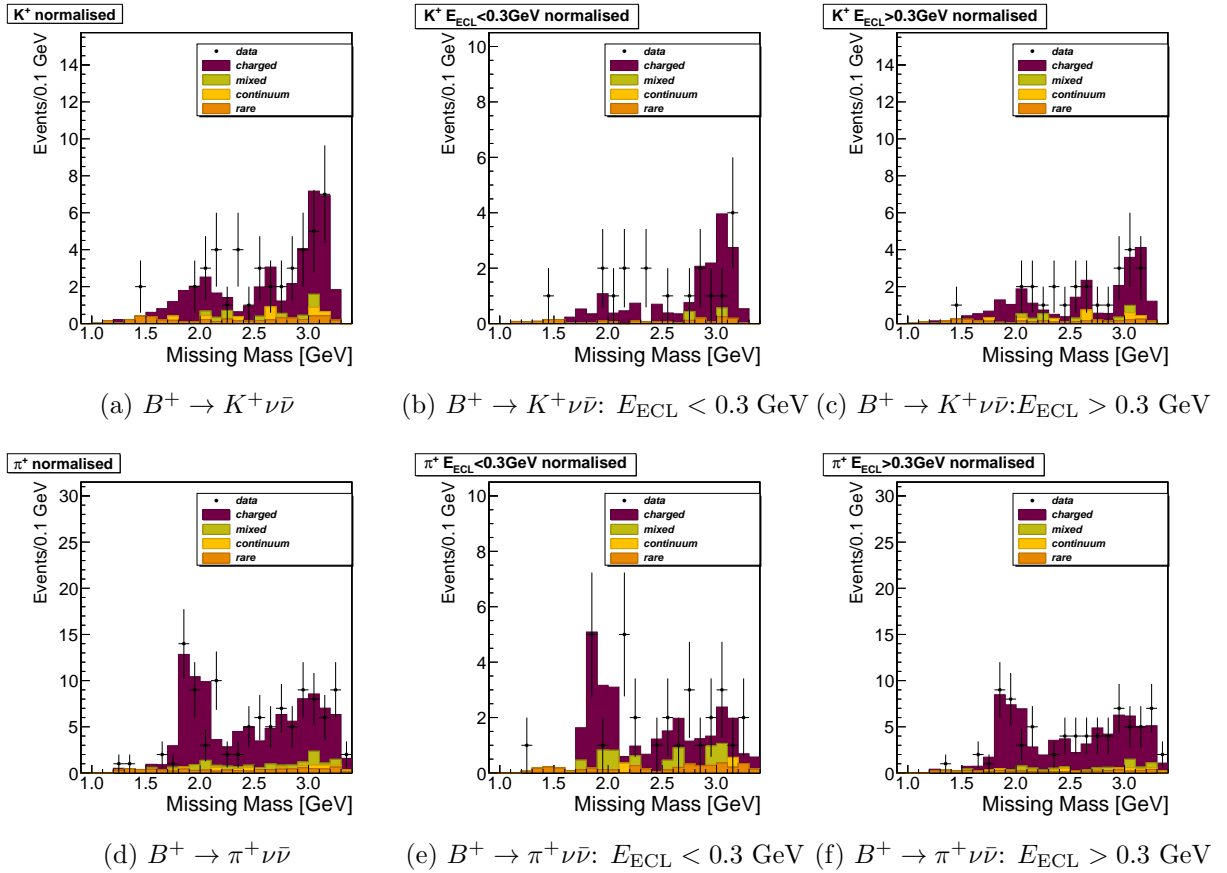 K⁺ normalised
Events/0.1 GeV
14
12
10
8
6
4
2
0
data
charged
mixed
continuum
rare
1.0 1.5 2.0 2.5 3.0
Missing Mass [GeV]
(a) B⁺ → K⁺νν̄
K⁺ E_ECL<0.3GeV normalised
Events/0.1 GeV
10
8
6
4
2
0
data
charged
mixed
continuum
rare
1.0 1.5 2.0 2.5 3.0
Missing Mass [GeV]
(b) B⁺ → K⁺νν̄: E_ECL < 0.3 GeV
K⁺ E_ECL>0.3GeV normalised
Events/0.1 GeV
14
12
10
8
6
4
2
0
data
charged
mixed
continuum
rare
1.0 1.5 2.0 2.5 3.0
Missing Mass [GeV]
(c) B⁺ → K⁺νν̄:E_ECL > 0.3 GeV
π⁺ normalised
Events/0.1 GeV
30
25
20
15
10
5
0
data
charged
mixed
continuum
rare
1.0 1.5 2.0 2.5 3.0
Missing Mass [GeV]
(d) B⁺ → π⁺νν̄
π⁺ E_ECL<0.3GeV normalised
Events/0.1 GeV
10
8
6
4
2
0
data
charged
mixed
continuum
rare
1.0 1.5 2.0 2.5 3.0
Missing Mass [GeV]
(e) B⁺ → π⁺νν̄: E_ECL < 0.3 GeV
π⁺ E_ECL>0.3GeV normalised
Events/0.1 GeV
30
25
20
15
10
5
0
data
charged
mixed
continuum
rare
1.0 1.5 2.0 2.5 3.0
Missing Mass [GeV]
(f) B⁺ → π⁺νν̄: E_ECL > 0.3 GeV